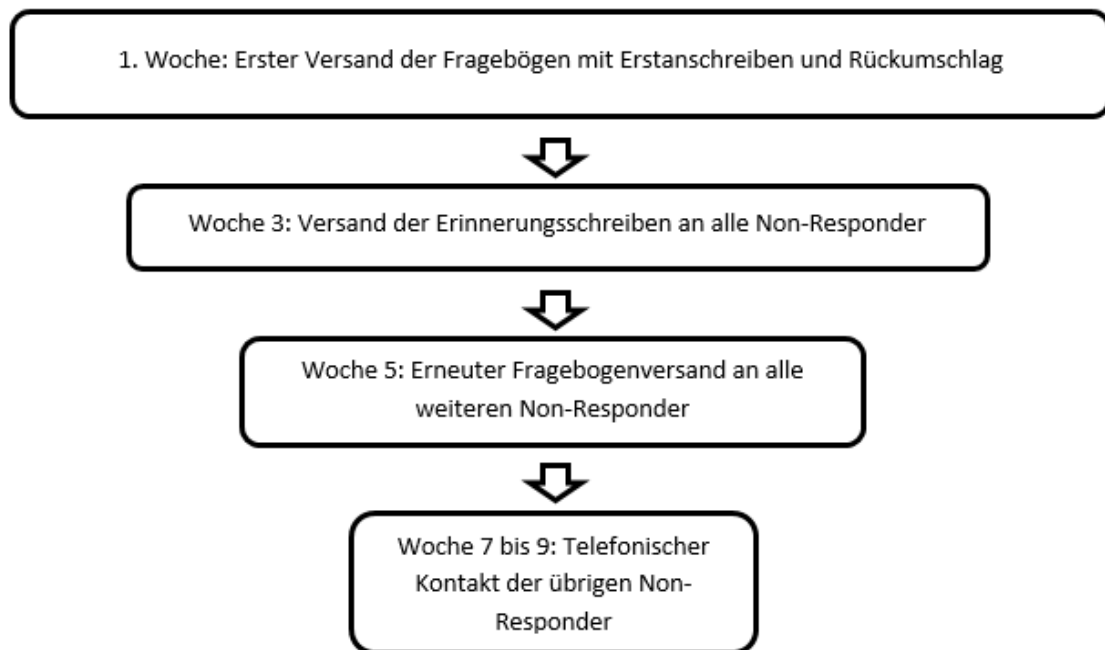 1. Woche: Erster Versand der Fragebögen mit Erstanschreiben und Rückumschlag
Woche 3: Versand der Erinnerungsschreiben an alle Non-Responder
Woche 5: Erneuter Fragebogenversand an alle
weiteren Non-Responder
Woche 7 bis 9: Telefonischer
Kontakt der übrigen Non-
Responder